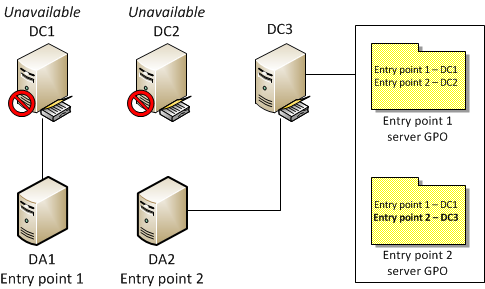 Unavailable
DC1
Unavailable
DC2
DC3
Entry point 1 – DC1
Entry point 2 – DC2
Entry point 1
server GPO
Entry point 1 – DC1
Entry point 2 – DC3
Entry point 2
server GPO
DA1
Entry point 1
DA2
Entry point 2